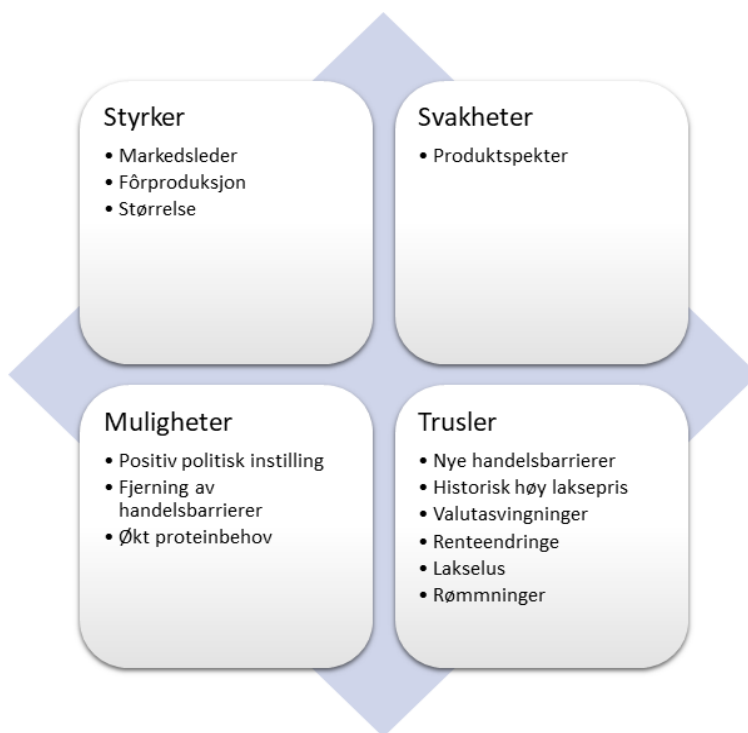 Styrker
• Markedsleder
• Fôrproduksjon
• Størrelse
Svakheter
• Produktspekter
Muligheter
• Positiv politisk instilling
• Fjerning av
handelsbarrierer
• Økt proteinbehov
Trusler
• Nye handelsbarrierer
• Historisk høy laksepris
• Valutasvingninger
• Renteendringe
• Lakselus
• Rømmninger